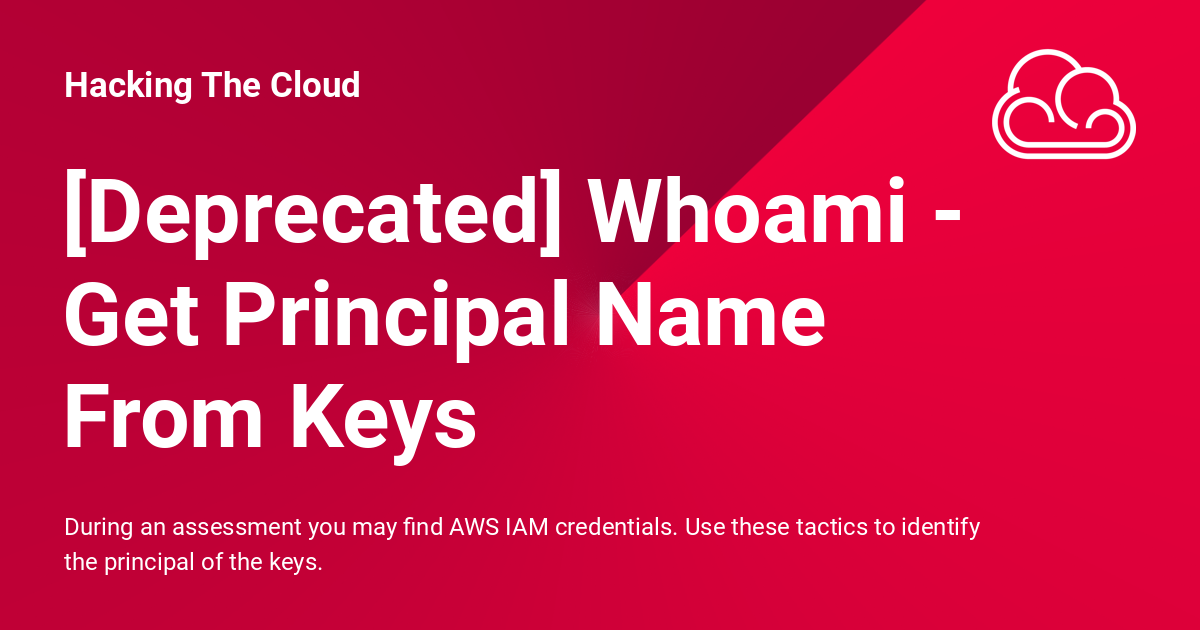 Hacking The Cloud
[Deprecated] Whoami -
Get Principal Name
From Keys
During an assessment you may find AWS IAM credentials. Use these tactics to identify
the principal of the keys.